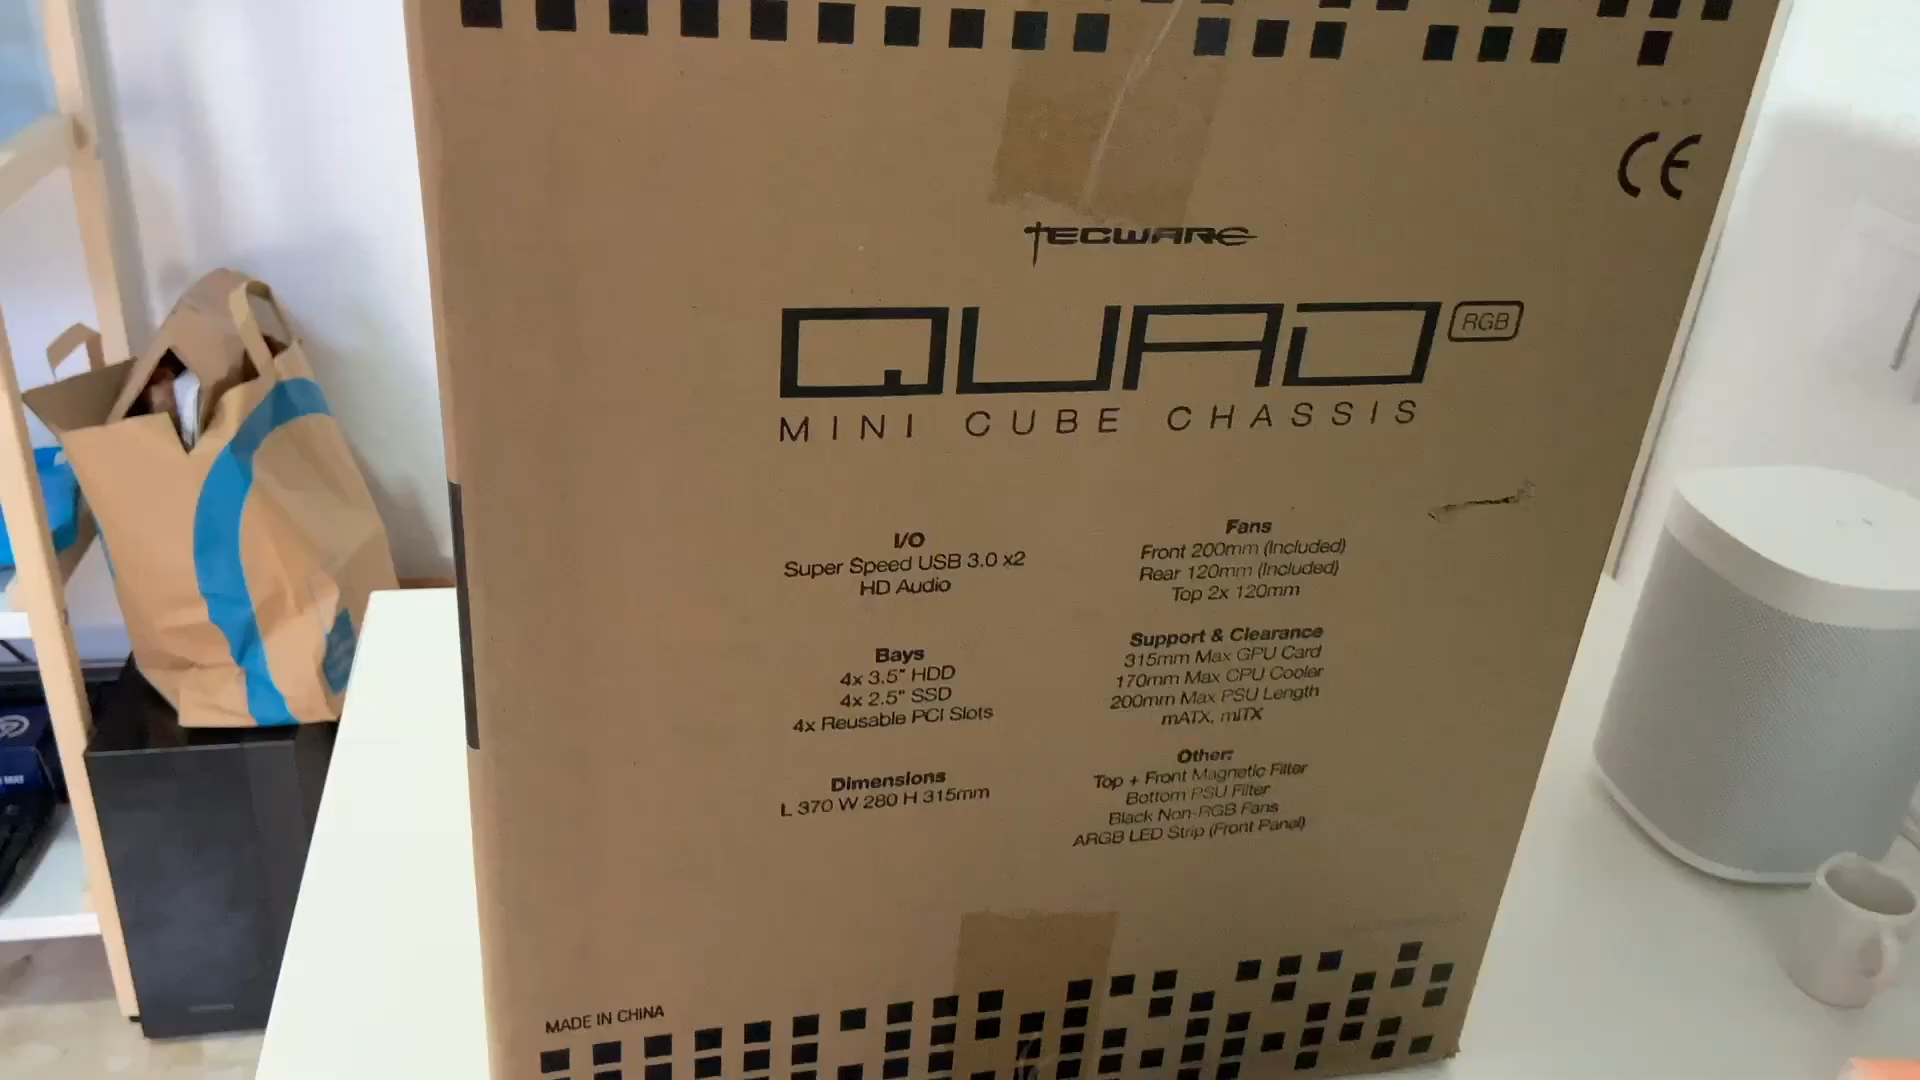 CE
TECWARE
QUAD RGB
MINI CUBE CHASSIS
I/O
Super Speed USB 3.0 x2
HD Audio
Bays
4x 3.5" HDD
4x 2.5" SSD
4x Reusable PCI Slots
Dimensions
L 370 W 280 H 315mm
Fans
Front 200mm (Included)
Rear 120mm (Included)
Top 2x 120mm
Support & Clearance
315mm Max GPU Card
170mm Max CPU Cooler
200mm Max PSU Length
mATX, mITX
Other:
Top + Front Magnetic Filter
Bottom PSU Filter
Black Non-RGB Fans
ARGB LED Strip (Front Panel)
MADE IN CHINA